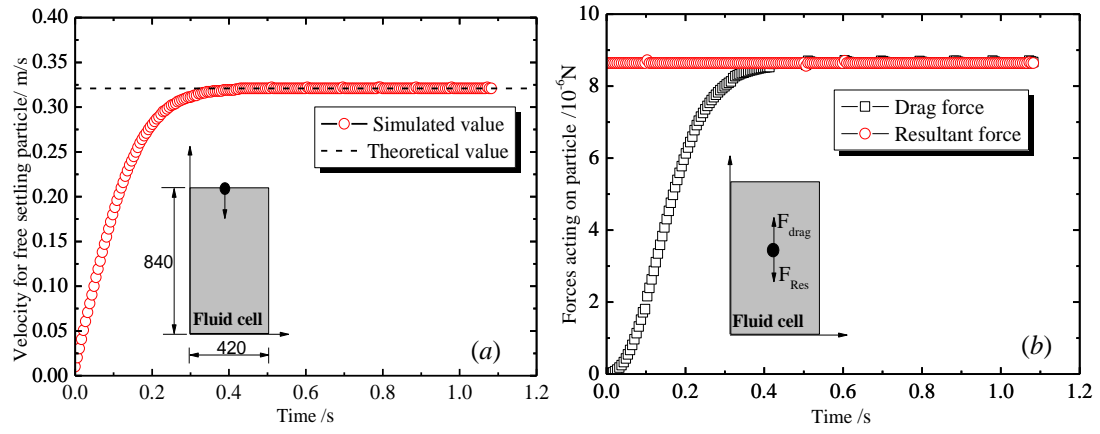 Velocity for free settling particle/ m/s
0.40
0.35
0.30
0.25
0.20
0.15
0.10
0.05
0.00
0.0 0.2 0.4 0.6 0.8 1.0 1.2
Time /s
Simulated value
Theoretical value
840
420
Fluid cell
(a)
Forces acting on particle /10⁻⁶N
10
8
6
4
2
0
0.0 0.2 0.4 0.6 0.8 1.0 1.2
Time /s
Drag force
Resultant force
F_drag
F_Res
Fluid cell
(b)